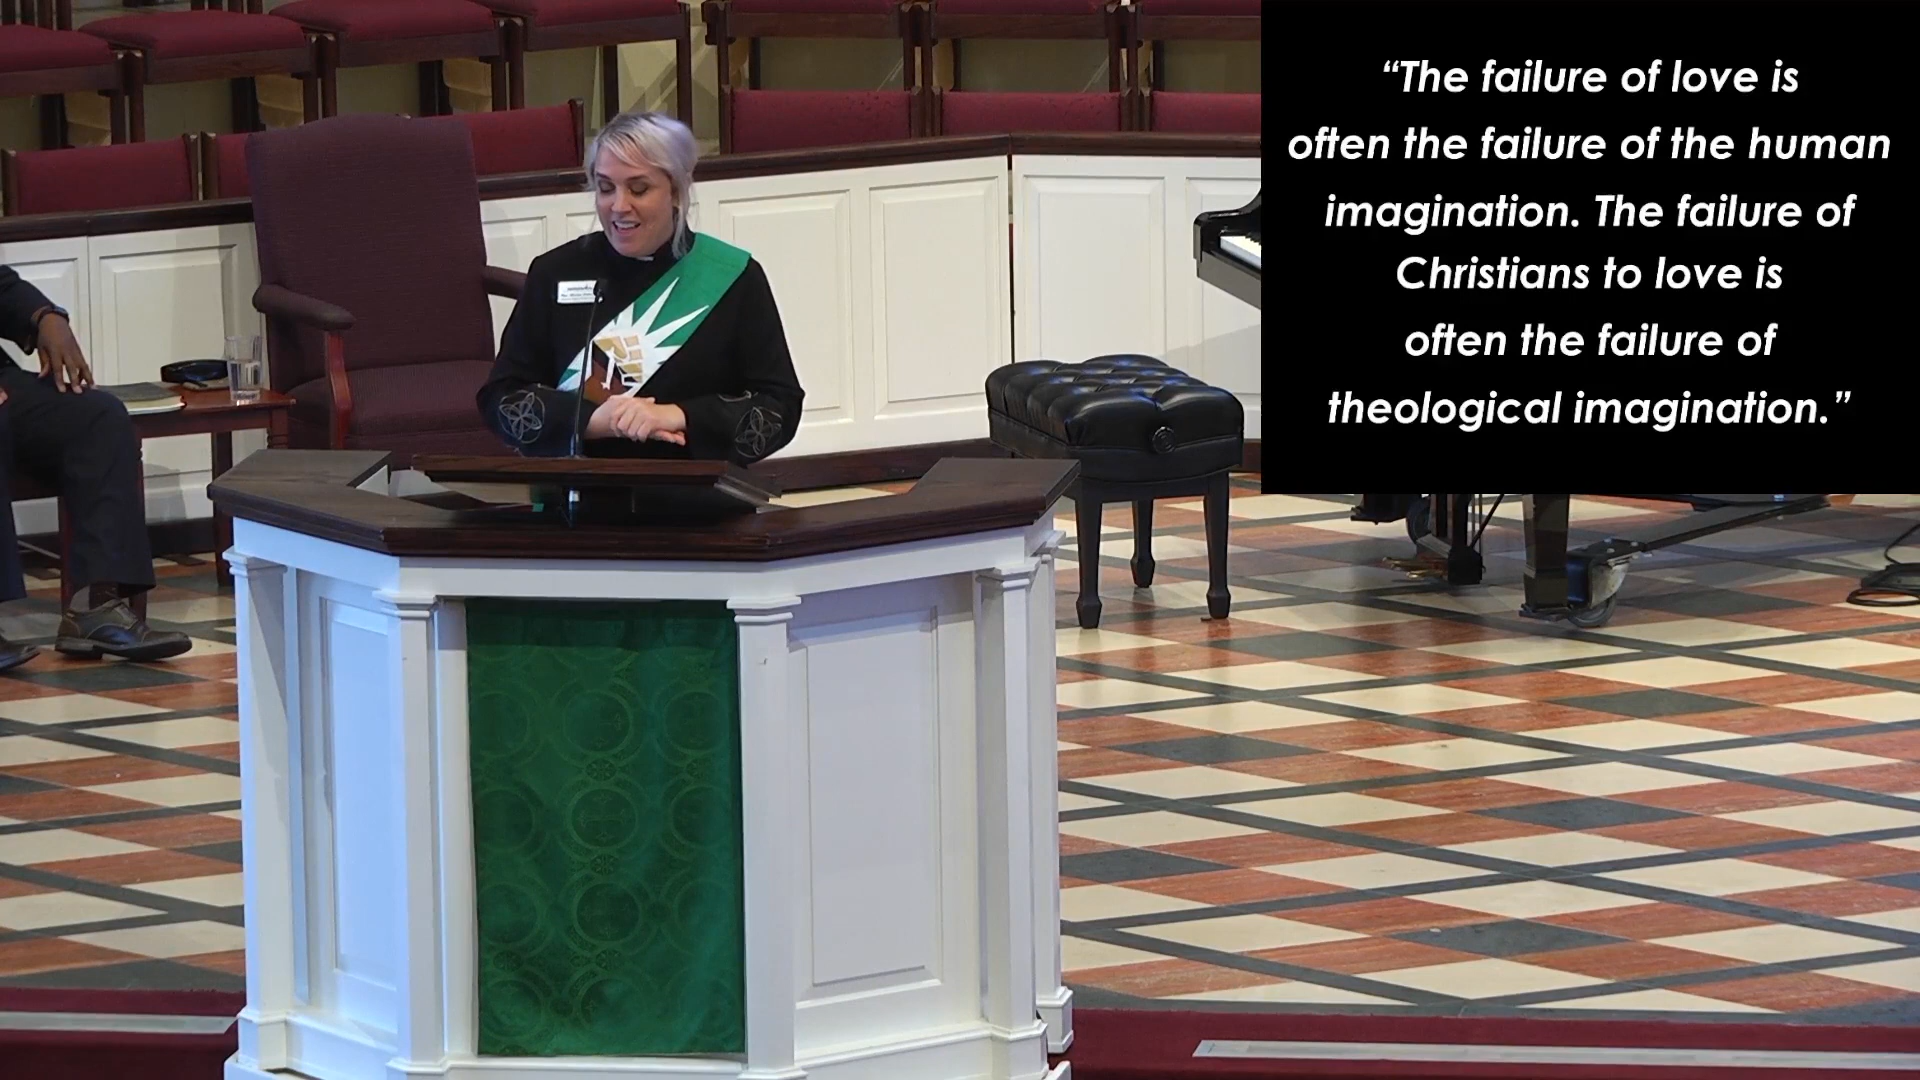 “The failure of love is
often the failure of the human
imagination. The failure of
Christians to love is
often the failure of
theological imagination.”